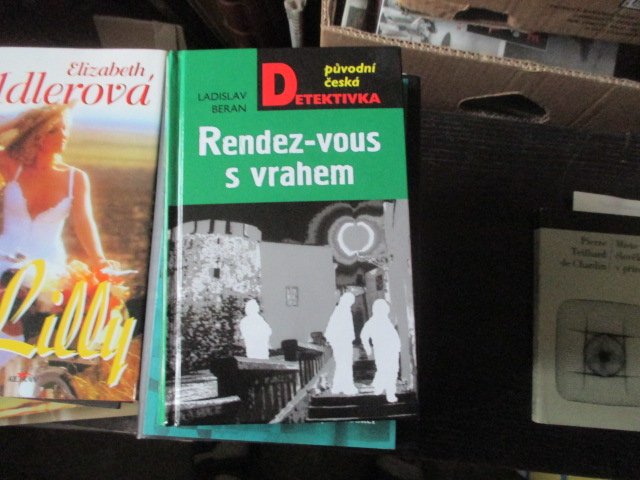 Elizabeth
Adlerová
Lilly
LADISLAV
BERAN
původní
česká
DETEKTIVKA
Rendez-vous
s vrahem
Pierre
Teilhard
de Chardin